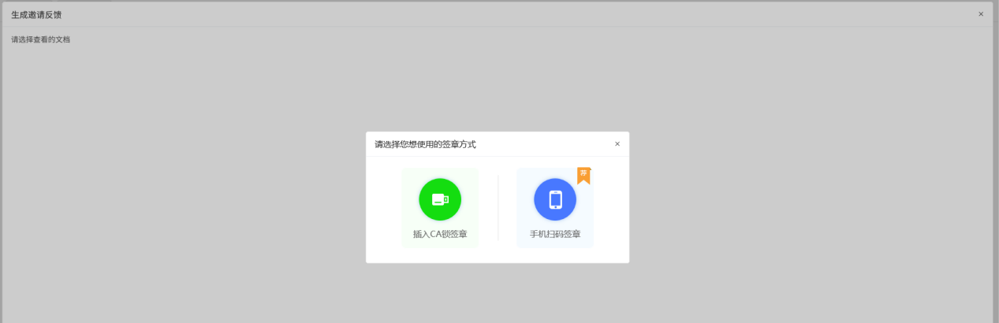 生成邀请反馈
×
请选择查看的文档
请选择您想使用的签章方式
×
荐
插入CA锁签章
手机扫码签章